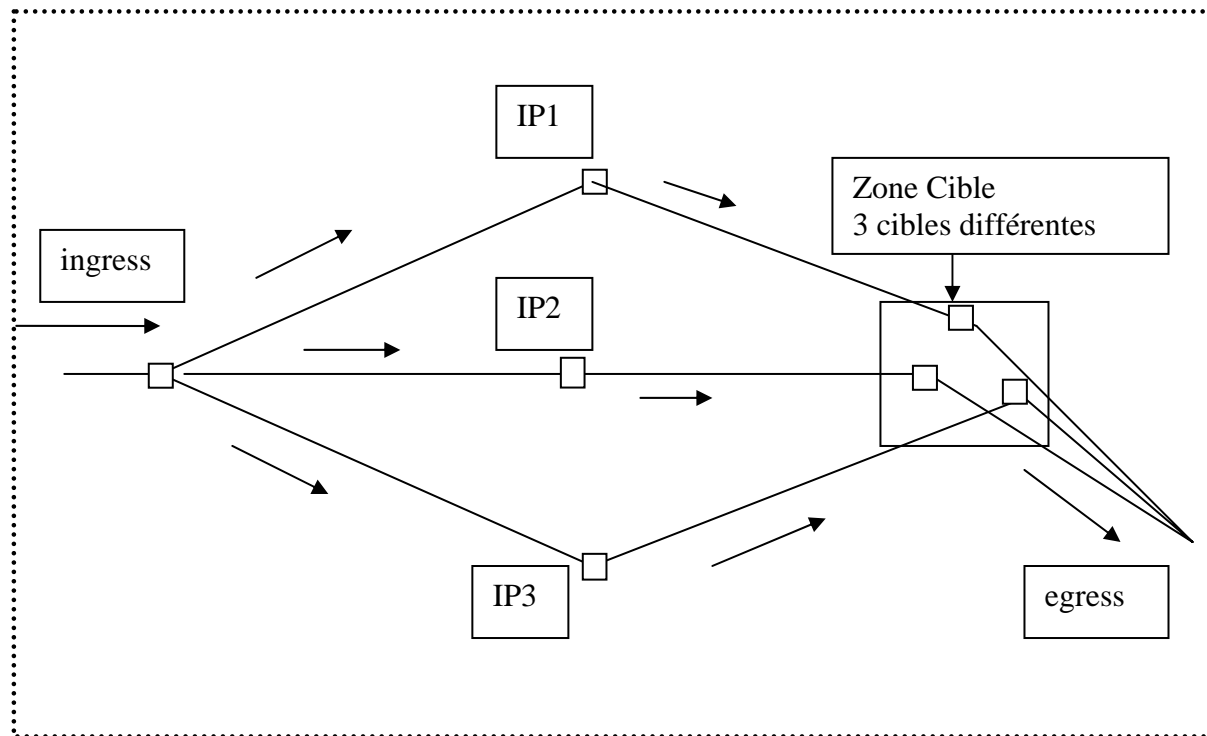 IP1
Zone Cible
3 cibles différentes
ingress
IP2
IP3
egress